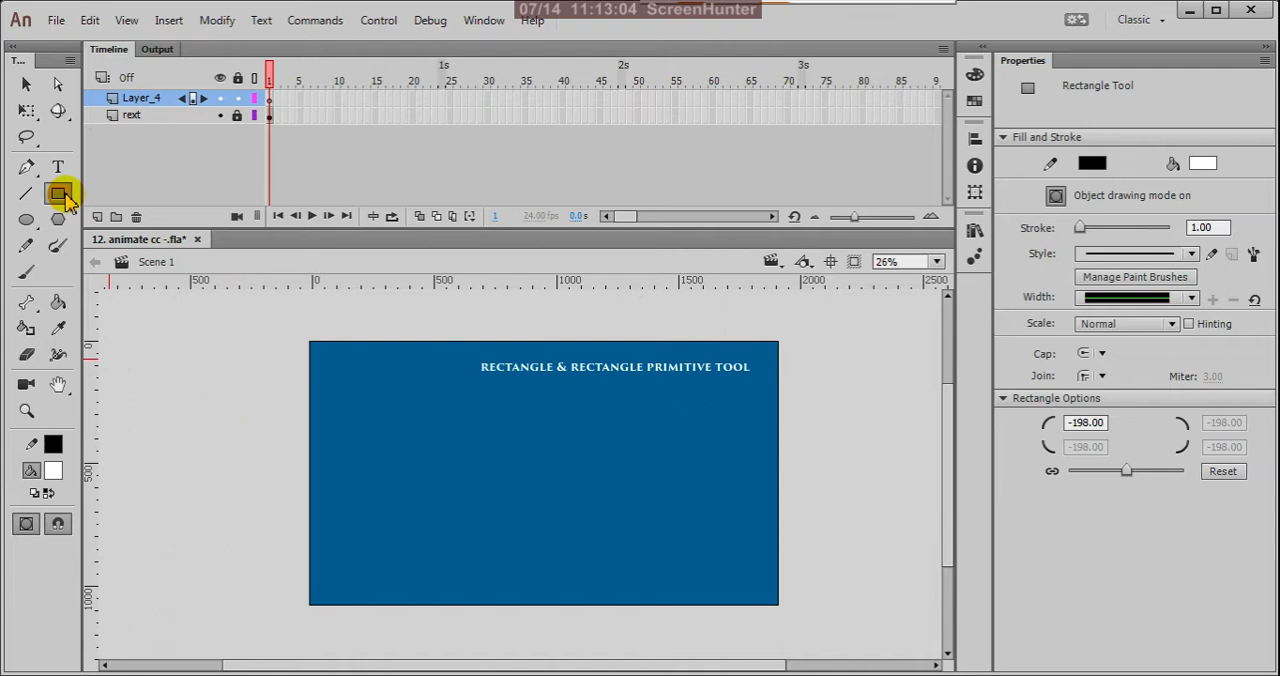 07/14 11:13:04 ScreenHunter
An File Edit View Insert Modify Text Commands Control Debug Window Help Classic
T... Timeline Output Properties
Off 1s 2s 3s
1 5 10 15 20 25 30 35 40 45 50 55 60 65 70 75 80 85 9
Layer_4
rext
1 24.00 fps 0.0 s
12. animate cc -.fla*
Scene 1 26%
500 0 500 1000 1500 2000 2500
0
500
1000
RECTANGLE & RECTANGLE PRIMITIVE TOOL
Rectangle Tool
Fill and Stroke
Object drawing mode on
Stroke: 1.00
Style:
Manage Paint Brushes
Width:
Scale: Normal Hinting
Cap:
Join: Miter: 3.00
Rectangle Options
-198.00 -198.00
-198.00 -198.00
Reset